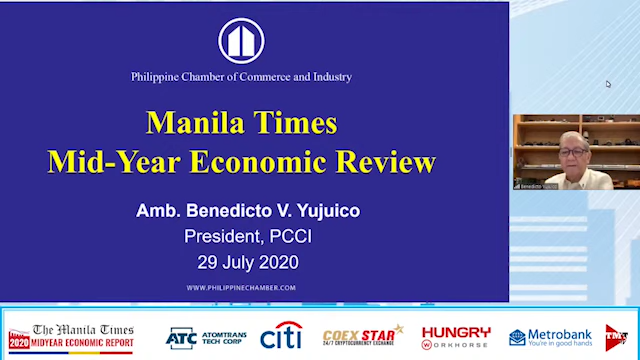 Philippine Chamber of Commerce and Industry
Manila Times
Mid-Year Economic Review
Amb. Benedicto V. Yujuico
President, PCCI
29 July 2020
WWW.PHILIPPINECHAMBER.COM
Benedicto Yujuico
The Manila Times
2020 MIDYEAR ECONOMIC REPORT
ATC ATOMTRANS TECH CORP
citi
COEX STAR
24/7 CRYPTOCURRENCY EXCHANGE
HUNGRY
WORKHORSE
Metrobank
You're in good hands